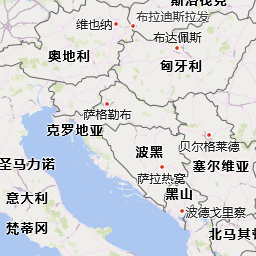 斯洛伐克
维也纳
布拉迪斯拉发
布达佩斯
奥地利
匈牙利
萨格勒布
克罗地亚
贝尔格莱德
波黑
圣马力诺
塞尔维亚
萨拉热窝
意大利
黑山
波德戈里察
梵蒂冈
北马其顿